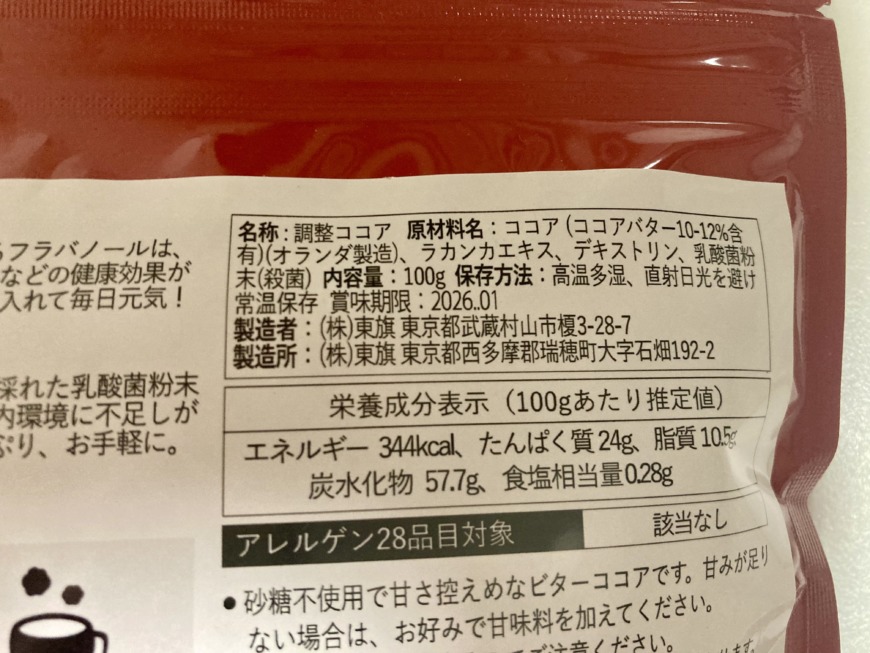 らフラバノールは、
などの健康効果が
入れて毎日元気！
採れた乳酸菌粉末
内環境に不足しが
ぷり、お手軽に。
名称：調整ココア 原材料名：ココア（ココアバター10-12%含
有）(オランダ製造)、ラカンカエキス、デキストリン、乳酸菌粉
末(殺菌) 内容量：100g 保存方法：高温多湿、直射日光を避け
常温保存 賞味期限：2026.01
製造者：(株)東旗 東京都武蔵村山市榎3-28-7
製造所：(株)東旗 東京都西多摩郡瑞穂町大字石畑192-2
栄養成分表示（100gあたり推定値）
エネルギー 344kcal、たんぱく質 24g、脂質 10.5g
炭水化物 57.7g、食塩相当量0.28g
アレルゲン28品目対象 該当なし
●砂糖不使用で甘さ控えめなビターココアです。甘みが足り
ない場合は、お好みで甘味料を加えてください。
ご注意ください。
ります。